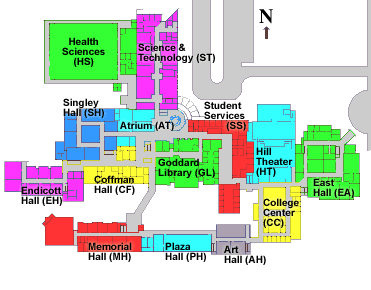 N
Health
Sciences
(HS)
Science &
Technology (ST)
Singley
Hall (SH)
Student
Services
(SS)
Atrium (AT)
Hill
Theater
(HT)
Goddard
Library (GL)
Coffman
Hall (CF)
Endicott
Hall (EH)
East
Hall (EA)
College
Center
(CC)
Memorial
Hall (MH)
Plaza
Hall (PH)
Art
Hall (AH)